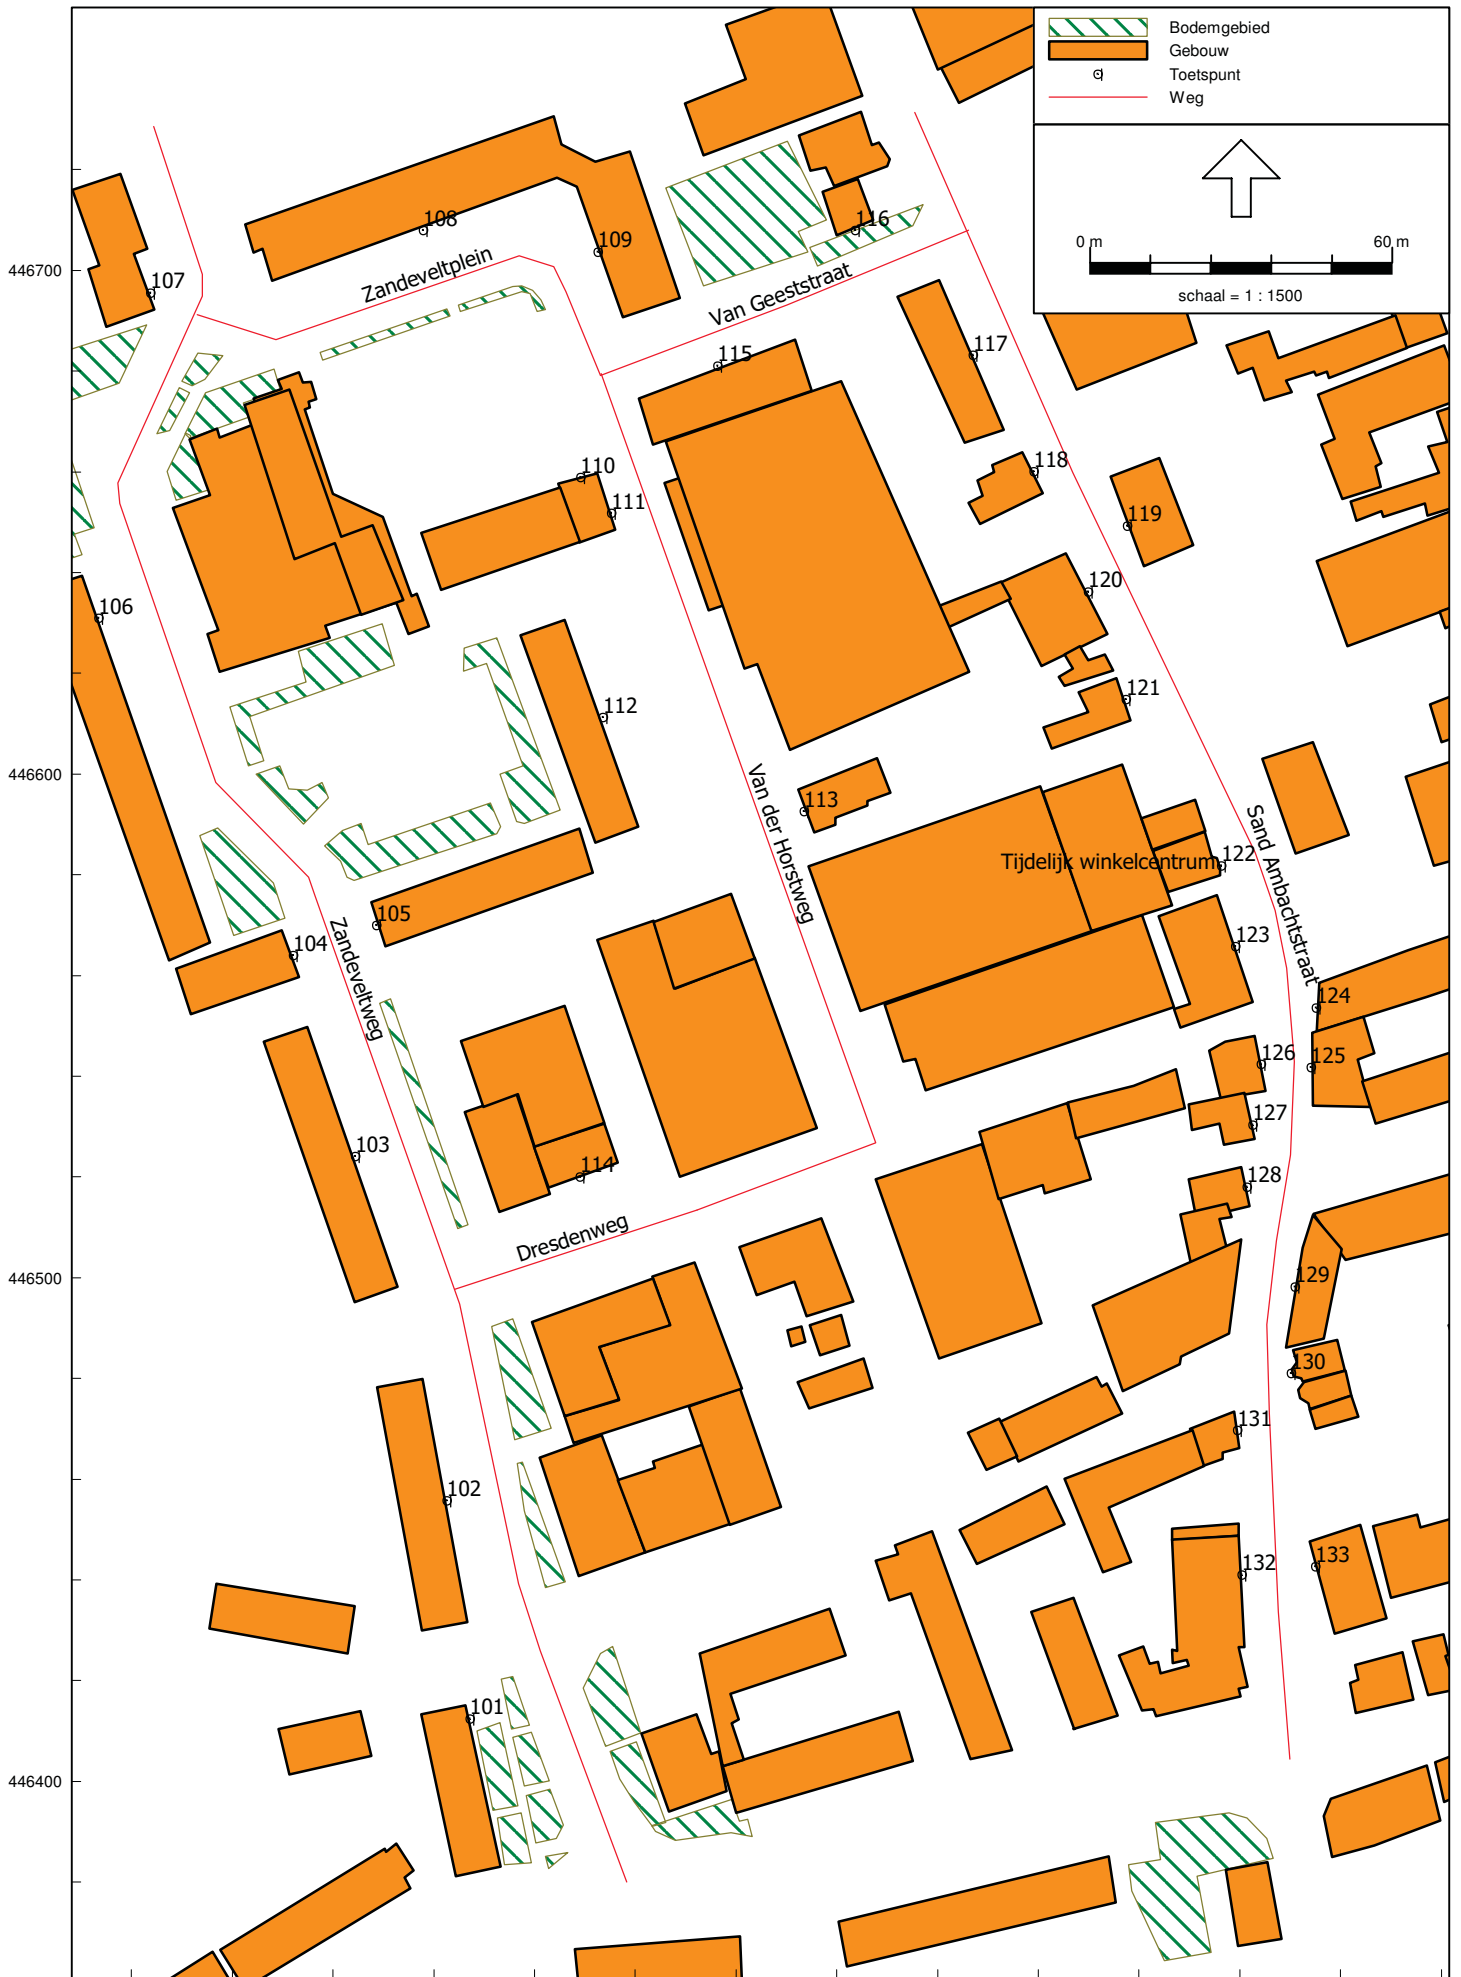 Bodemgebied
Gebouw
Toetspunt
Weg
0 m 60 m
schaal = 1 : 1500
446700
446600
446500
446400
Zandeveltplein
Van Geeststraat
Van der Horstweg
Tijdelijk winkelcentrum
Sand Ambachtstraat
Zandeveltweg
Dresdenweg
108
116
109
107
115
117
110
118
111
119
106
120
121
112
113
122
105
123
104
124
126
125
127
103
114
128
129
130
131
102
132
133
101